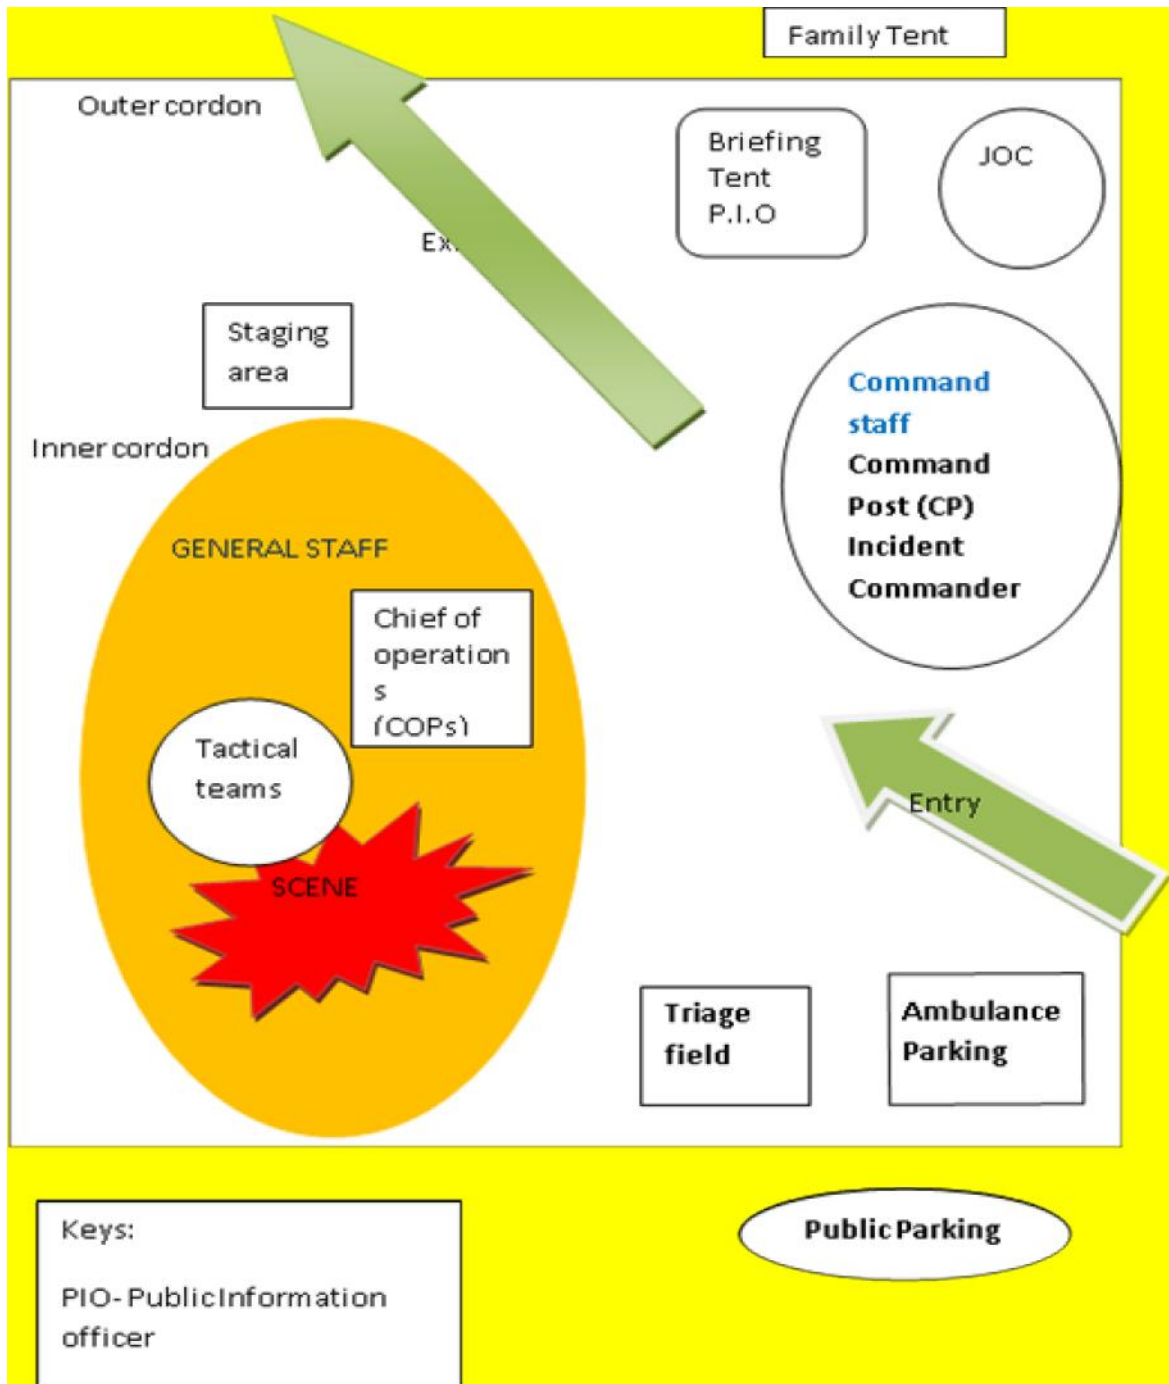 Family Tent
Outer cordon
Briefing
Tent
P.I.O
JOC
Staging
area
Command
staff
Command
Post (CP)
Incident
Commander
Inner cordon
GENERAL STAFF
Chief of
operation
s
(COPs)
Tactical
teams
Entry
SCENE
Triage
field
Ambulance
Parking
Public Parking
Keys:
PIO- Public Information
officer